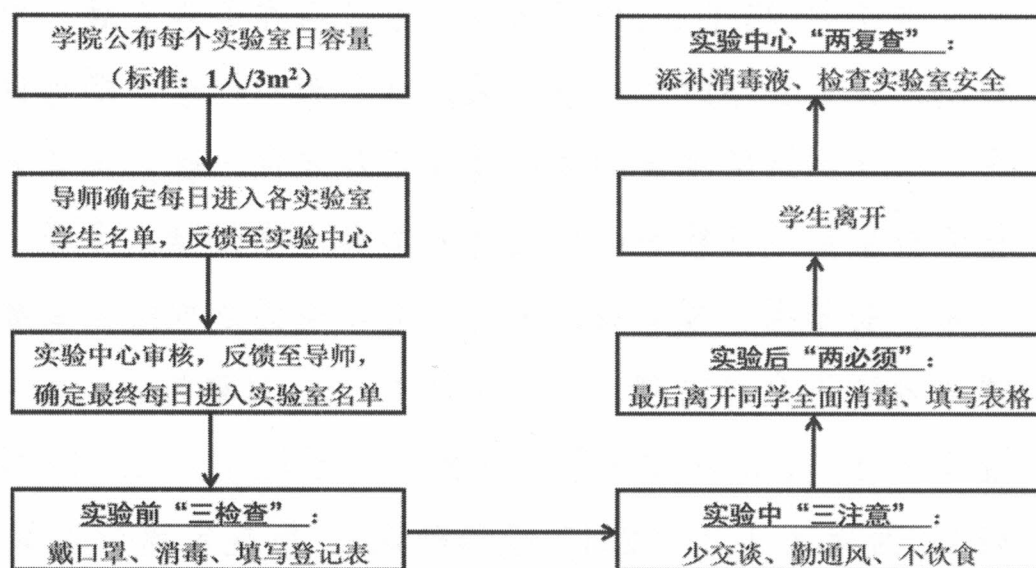 学院公布每个实验室日容量
（标准：1人/3m²）
导师确定每日进入各实验室
学生名单，反馈至实验中心
实验中心审核，反馈至导师，
确定最终每日进入实验室名单
实验前“三检查”：
戴口罩、消毒、填写登记表
实验中“三注意”：
少交谈、勤通风、不饮食
实验后“两必须”：
最后离开同学全面消毒、填写表格
学生离开
实验中心“两复查”：
添补消毒液、检查实验室安全